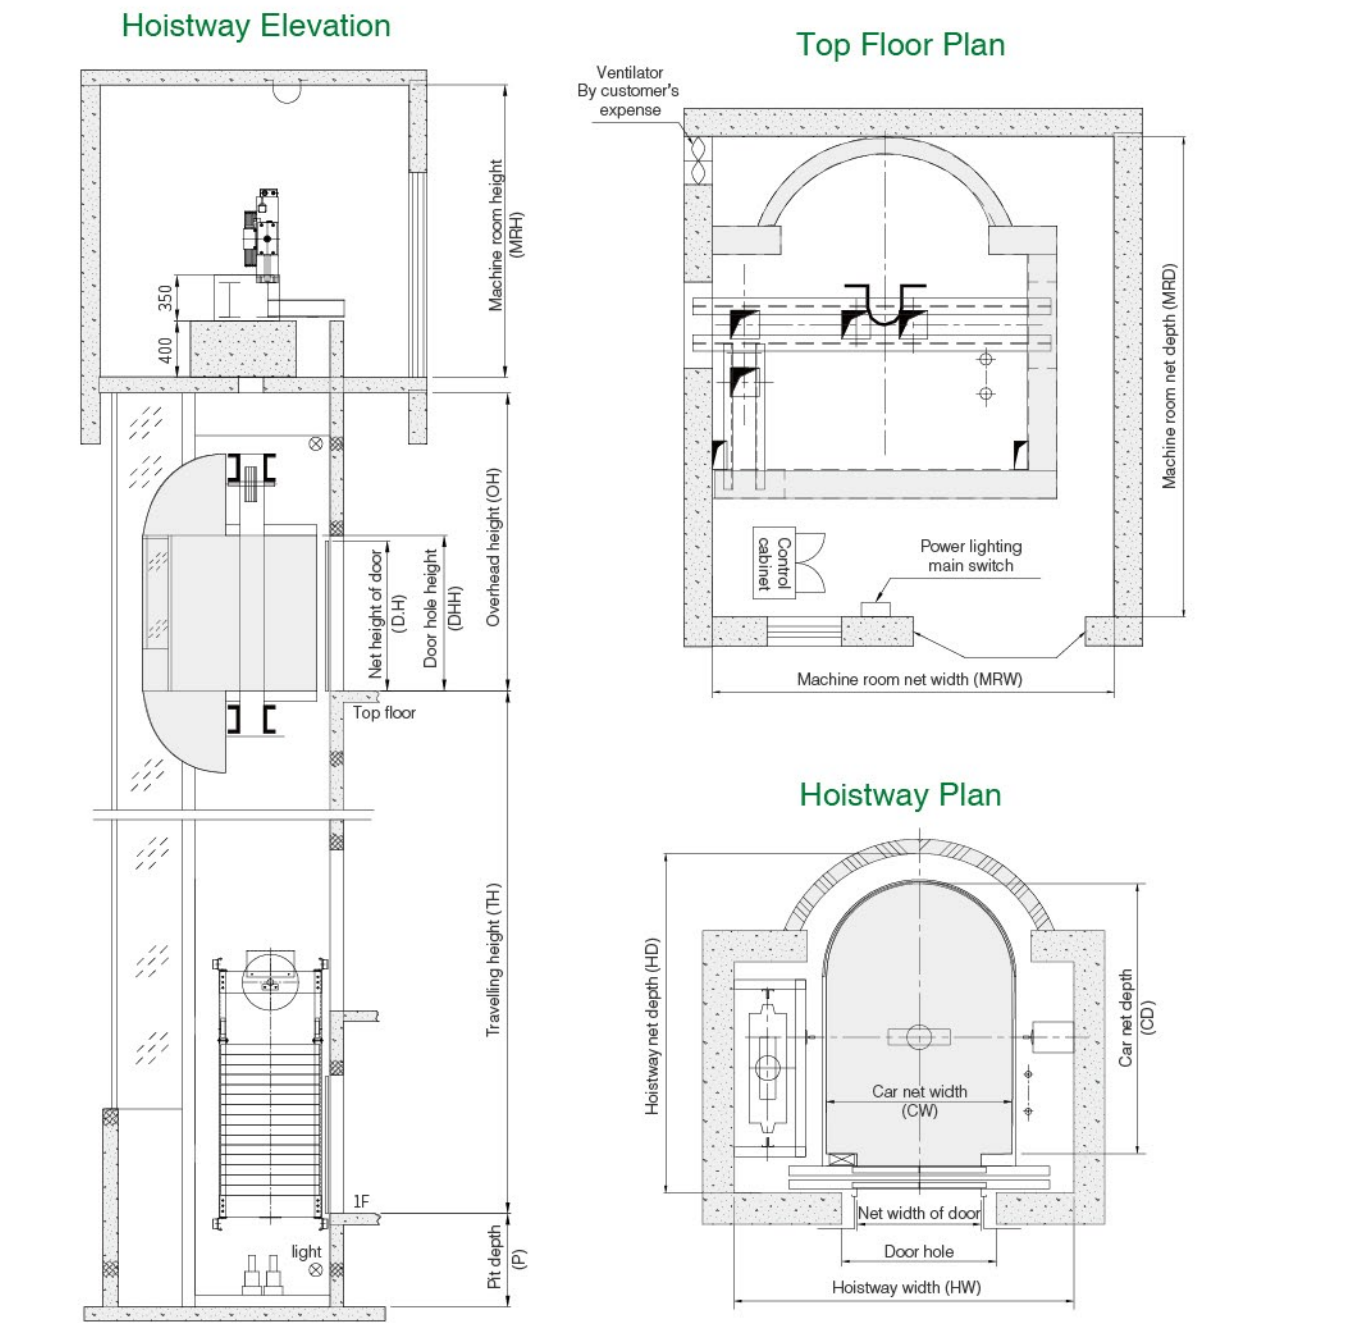 Hoistway Elevation
Machine room height
(MRH)
350
400
Overhead height (OH)
Net height of door
(D.H)
Door hole height
(DHH)
Top floor
Travelling height (TH)
1F
light
Pit depth
(P)
Top Floor Plan
Ventilator
By customer's
expense
Machine room net depth (MRD)
Control
cabinet
Power lighting
main switch
Machine room net width (MRW)
Hoistway Plan
Hoistway net depth (HD)
Car net depth
(CD)
Car net width
(CW)
Net width of door
Door hole
Hoistway width (HW)